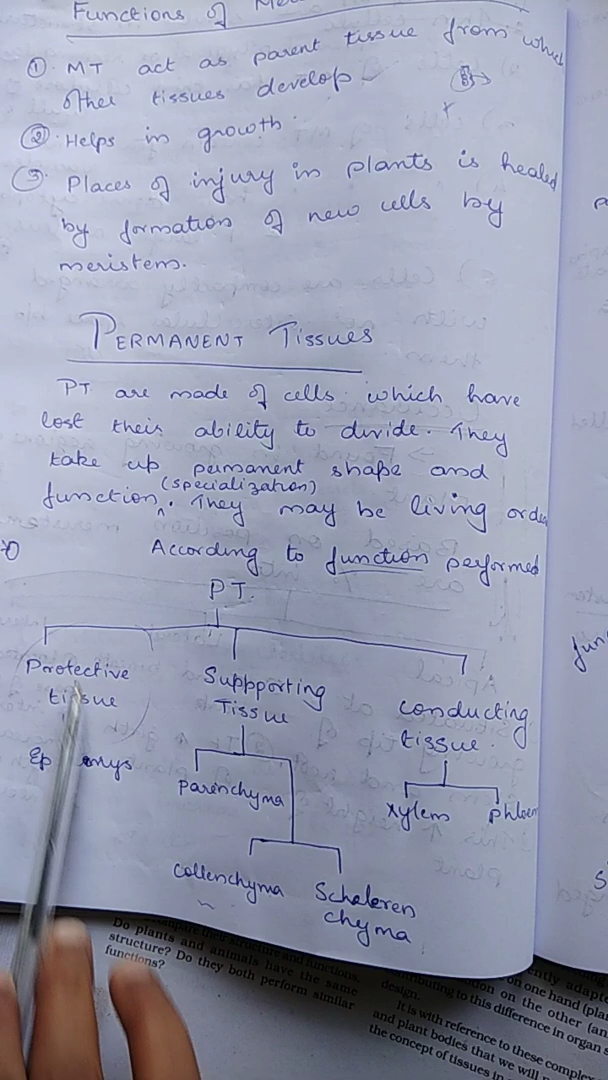 Functions of
① MT act as parent tissue from which
other tissues develop
② Helps in growth.
③ Places of injury in plants is healed
by formation of new cells by
meristem.
PERMANENT Tissues
PT are made of cells which have
lost their ability to divide. They
take up permanent shape and
(specialization)
function. They may be living or
According to function performed
PT.
Protective
tissue
Supporting
Tissue
conducting
tissue.
Parenchyma
Xylem
phloem
collenchyma
Scheleren
chyma
Do plants and animals have the same
structure? Do they both perform similar
functions?
design.
It is with reference to these complex
and plant bodies that we will
the concept of tissues in